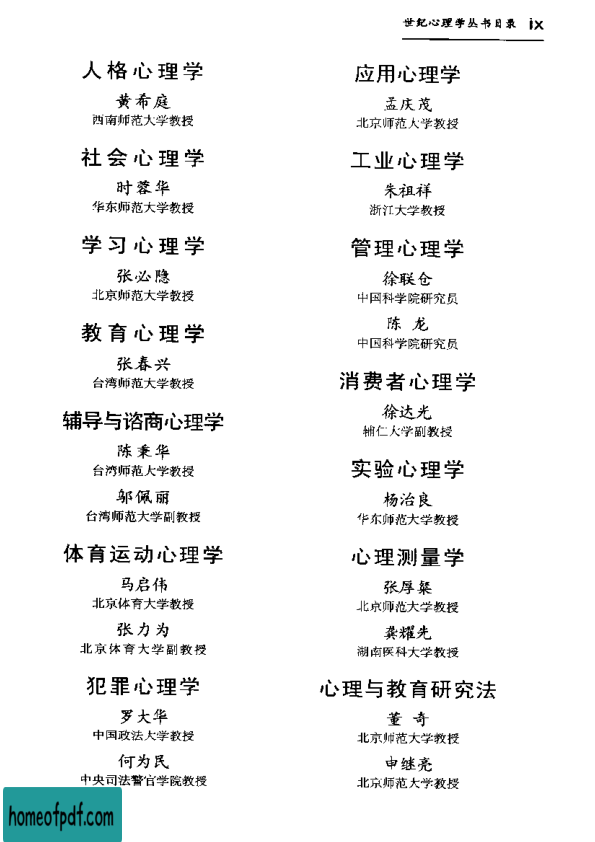 世纪心理学丛书目录 ix
人格心理学
黄希庭
西南师范大学教授
社会心理学
时蓉华
华东师范大学教授
学习心理学
张必隐
北京师范大学教授
教育心理学
张春兴
台湾师范大学教授
辅导与谘商心理学
陈秉华
台湾师范大学教授
邬佩丽
台湾师范大学副教授
体育运动心理学
马启伟
北京体育大学教授
张力为
北京体育大学副教授
犯罪心理学
罗大华
中国政法大学教授
何为民
中央司法警官学院教授
应用心理学
孟庆茂
北京师范大学教授
工业心理学
朱祖祥
浙江大学教授
管理心理学
徐联仓
中国科学院研究员
陈龙
中国科学院研究员
消费者心理学
徐达光
辅仁大学副教授
实验心理学
杨治良
华东师范大学教授
心理测量学
张厚粲
北京师范大学教授
龚耀先
湖南医科大学教授
心理与教育研究法
董奇
北京师范大学教授
申继亮
北京师范大学教授
homeofpdf.com